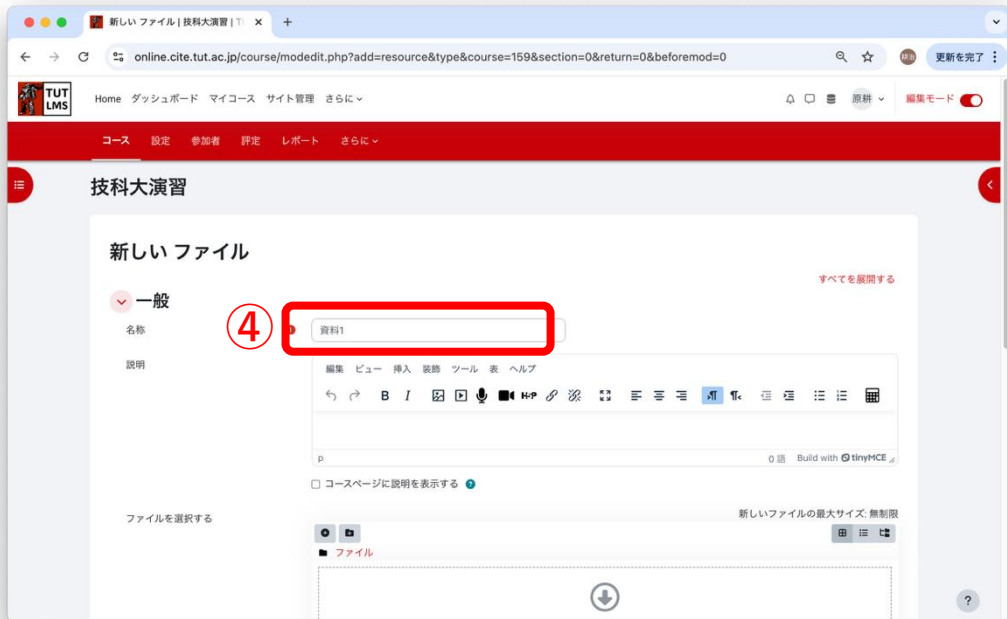 新しい ファイル | 技科大演習 | T
online.cite.tut.ac.jp/course/modedit.php?add=resource&type&course=159&section=0&return=0&beforemod=0
更新を完了
TUT LMS
Home ダッシュボード マイコース サイト管理 さらに
原耕
編集モード
コース 設定 参加者 評定 レポート さらに
技科大演習
新しい ファイル
すべてを展開する
一般
名称
④
資料1
説明
編集 ビュー 挿入 装飾 ツール 表 ヘルプ
B I H-P
p
0 語 Build with tinyMCE
コースページに説明を表示する ?
ファイルを選択する
新しいファイルの最大サイズ: 無制限
ファイル
?